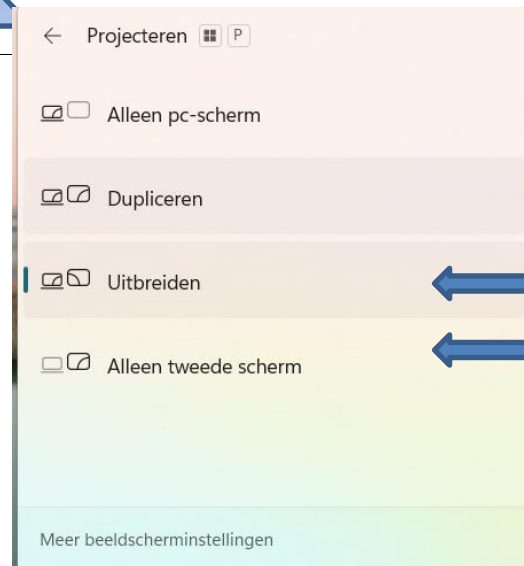 Projecteren P
Alleen pc-scherm
Dupliceren
Uitbreiden
Alleen tweede scherm
Meer beeldscherminstellingen